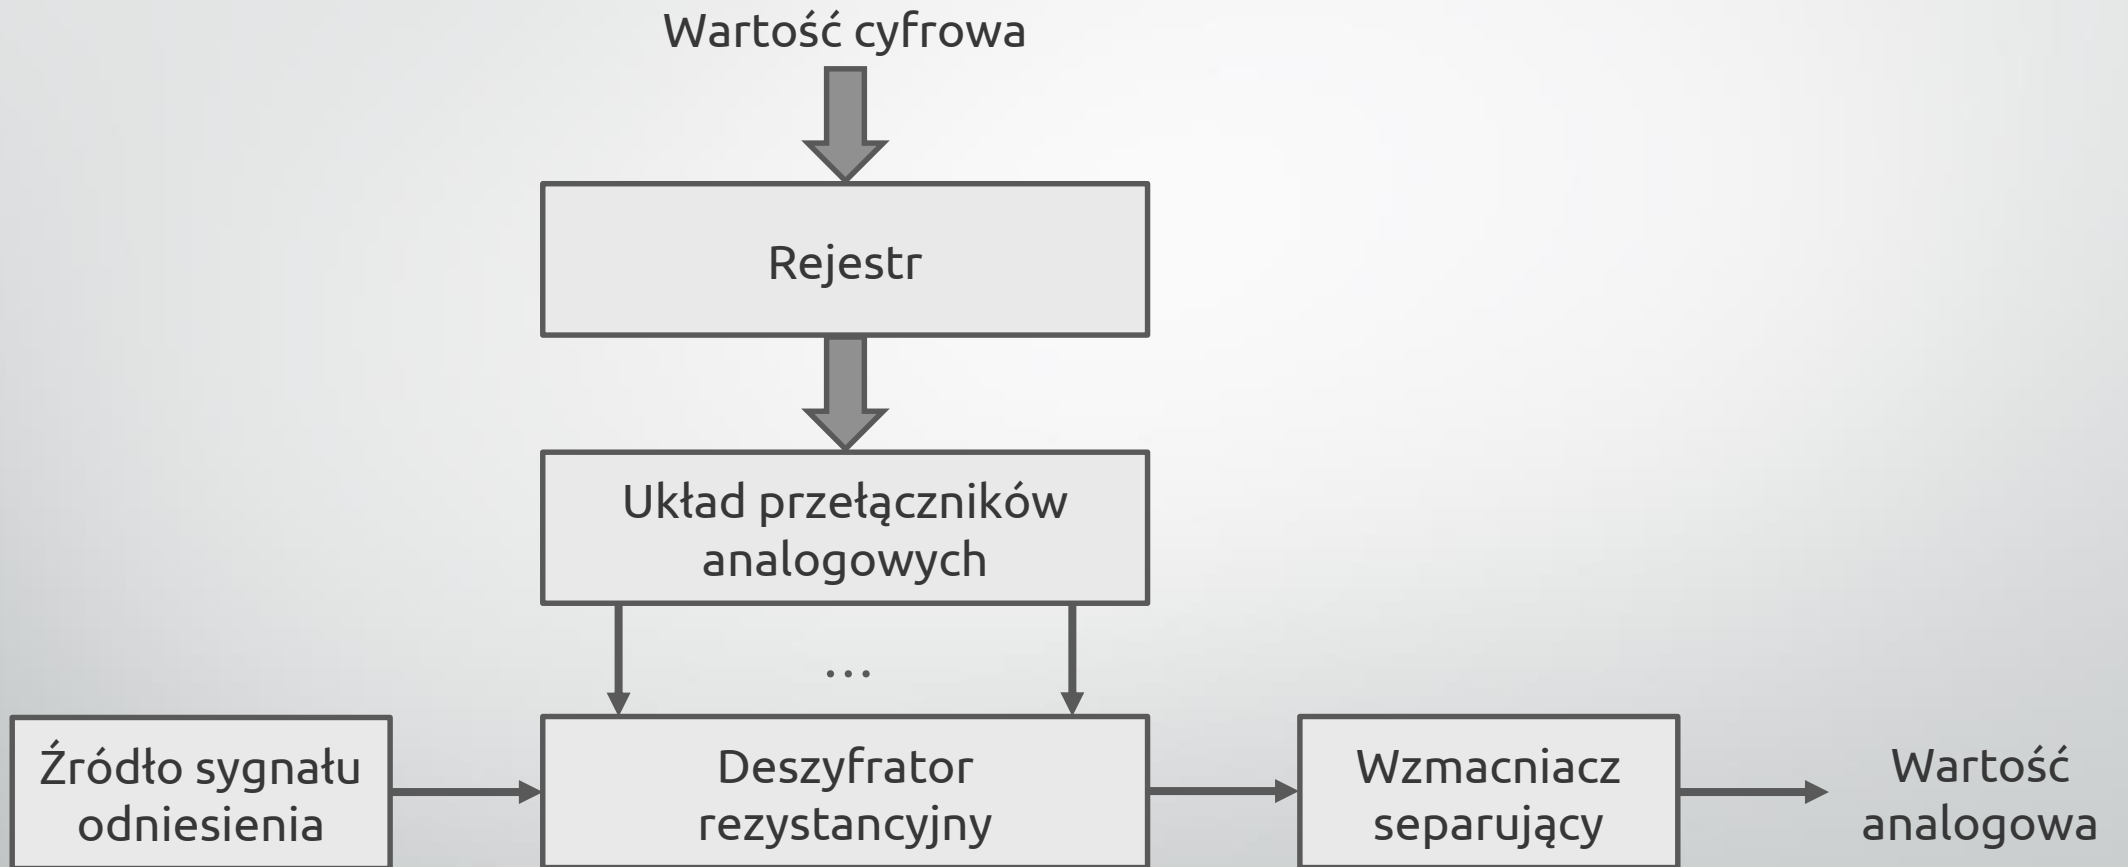 Wartość cyfrowa
Rejestr
Układ przełączników
analogowych
...
Źródło sygnału
odniesienia
Deszyfrator
rezystancyjny
Wzmacniacz
separujący
Wartość
analogowa